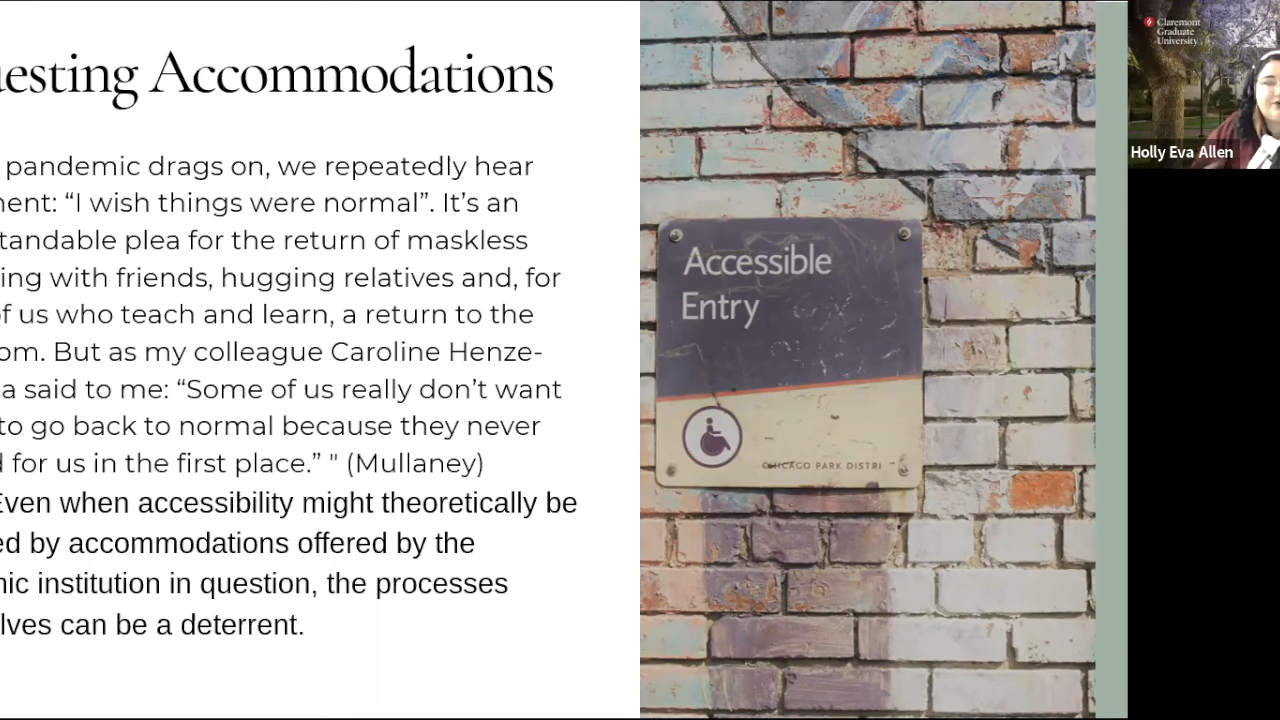 uesting Accommodations
pandemic drags on, we repeatedly hear
nent: “I wish things were normal”. It’s an
tandable plea for the return of maskless
ing with friends, hugging relatives and, for
of us who teach and learn, a return to the
om. But as my colleague Caroline Henze-
a said to me: “Some of us really don’t want
to go back to normal because they never
d for us in the first place.” " (Mullaney)
Even when accessibility might theoretically be
ed by accommodations offered by the
nic institution in question, the processes
elves can be a deterrent.
Accessible
Entry
CHICAGO PARK DISTRI
Claremont
Graduate
University
Holly Eva Allen